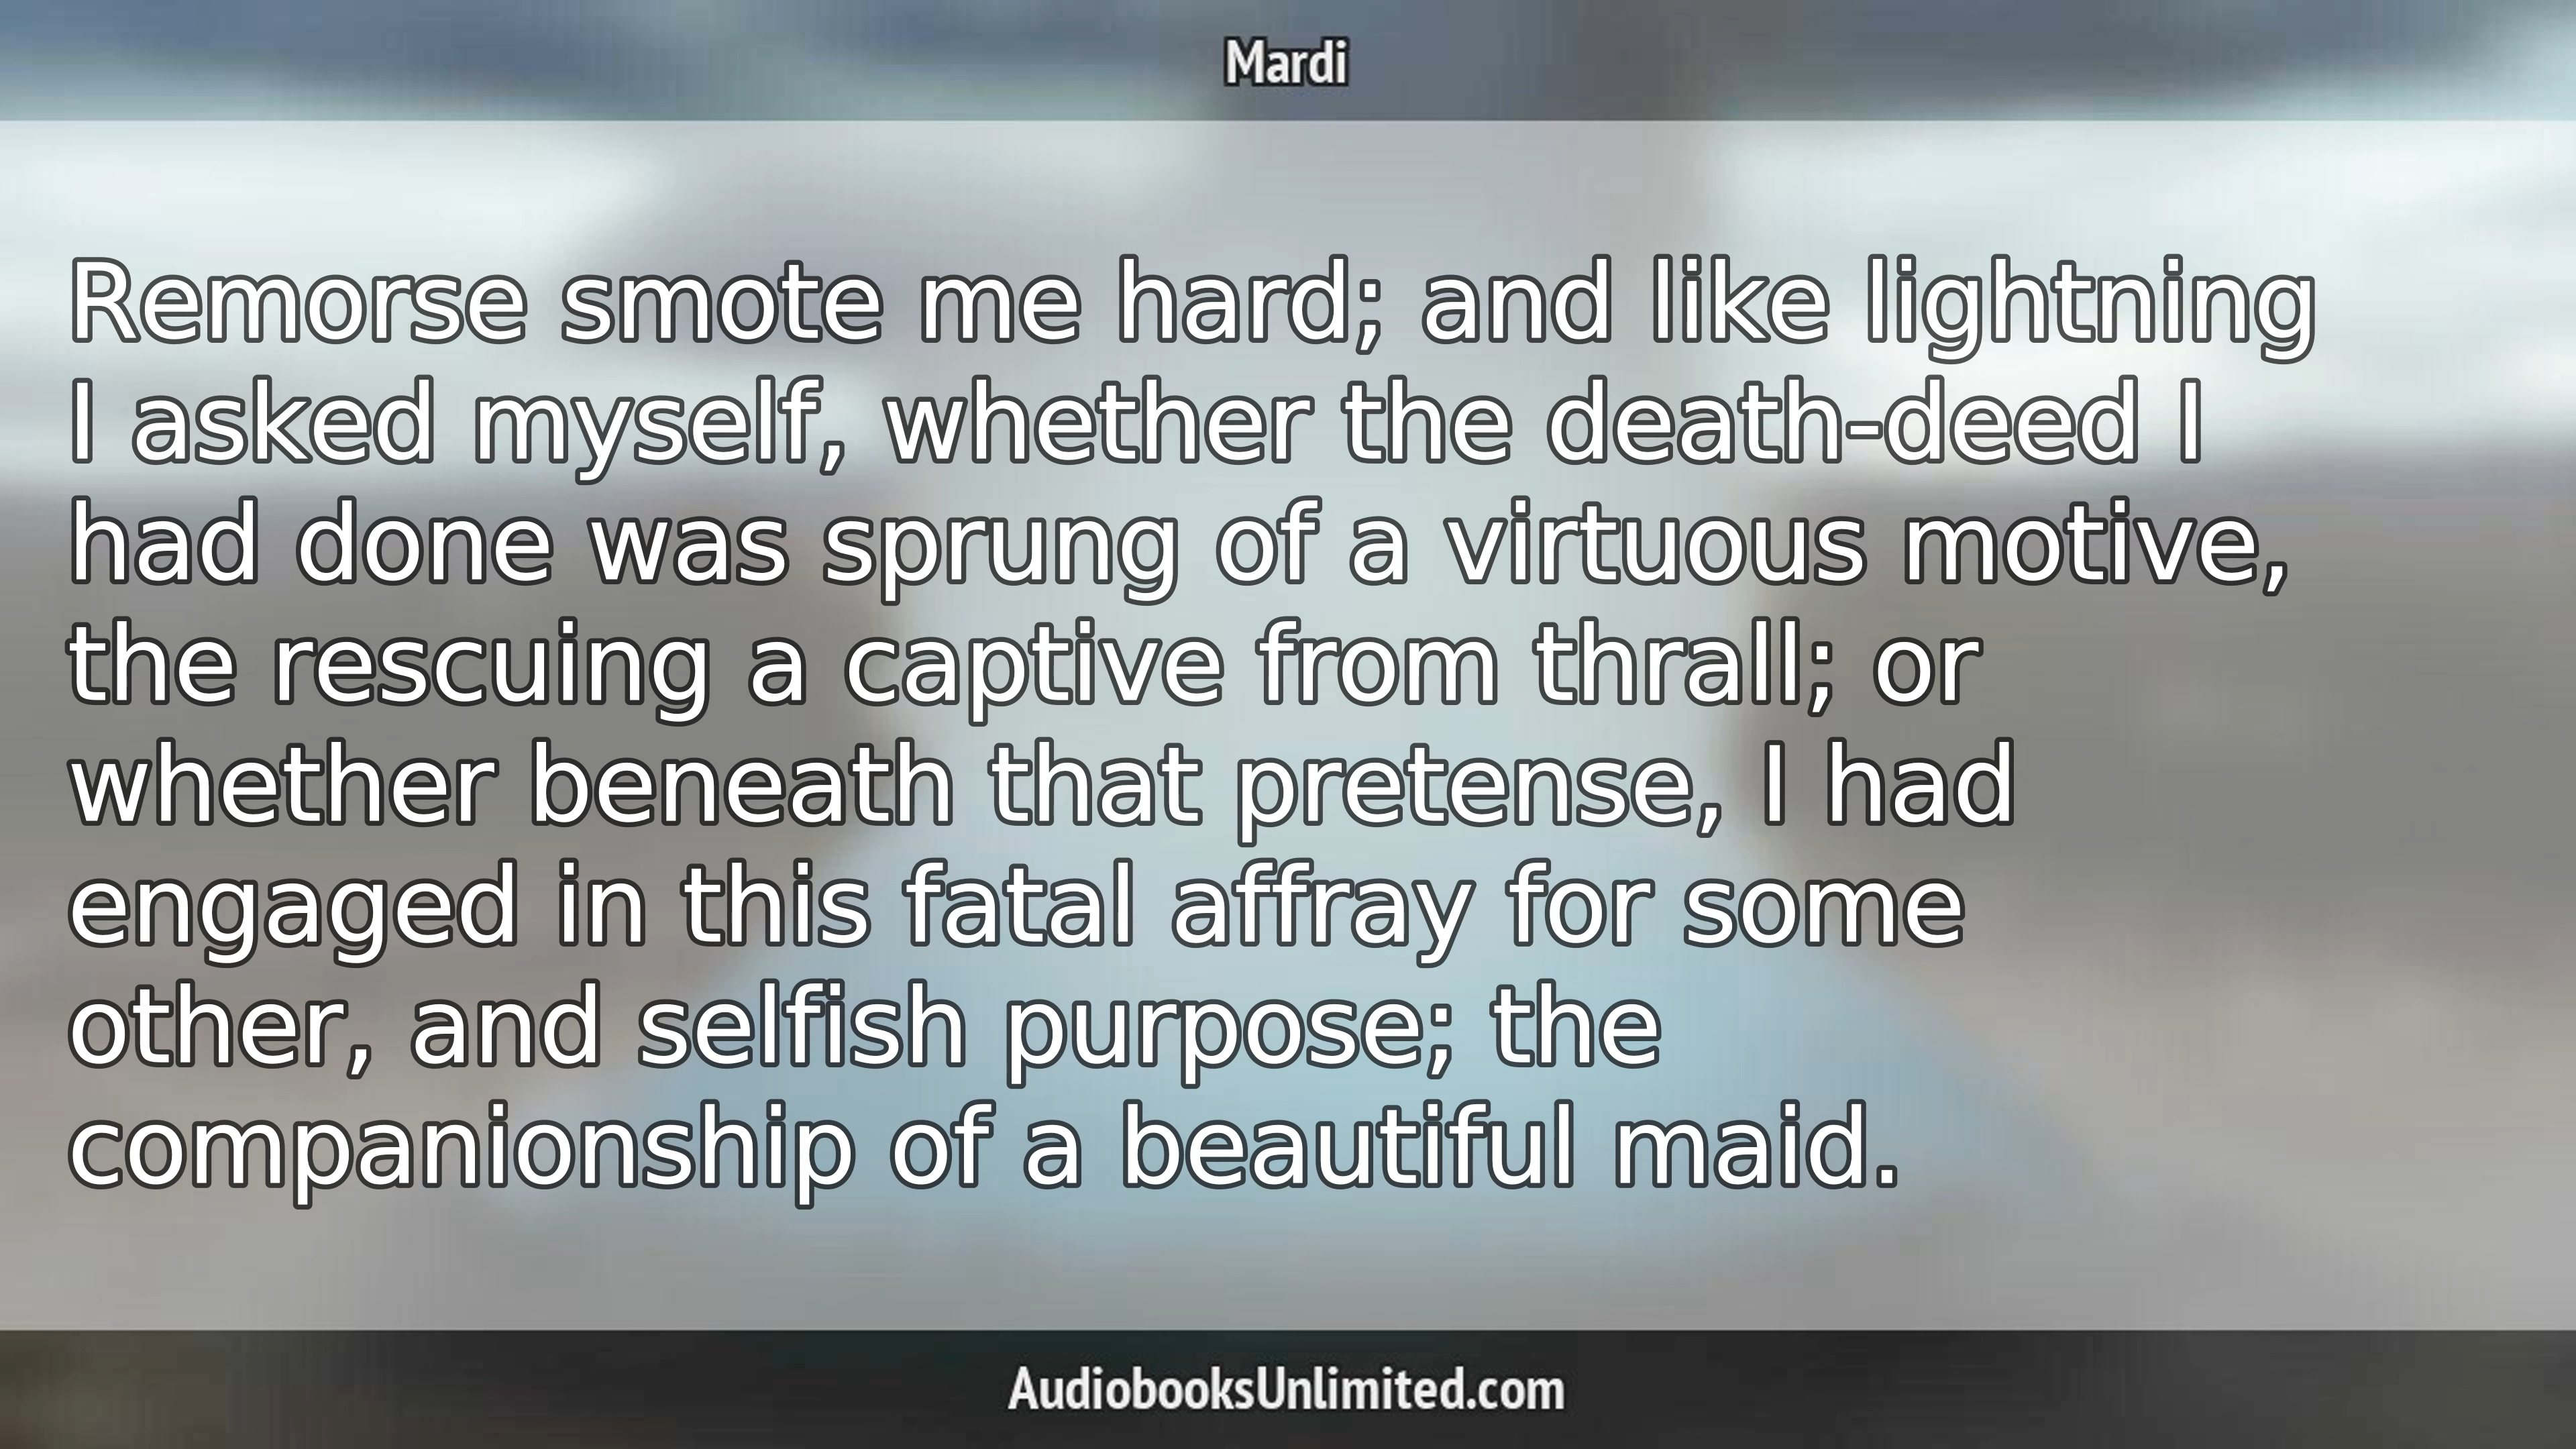 Mardi
Remorse smote me hard; and like lightning
I asked myself, whether the death-deed I
had done was sprung of a virtuous motive,
the rescuing a captive from thrall; or
whether beneath that pretense, I had
engaged in this fatal affray for some
other, and selfish purpose; the
companionship of a beautiful maid.
AudiobooksUnlimited.com